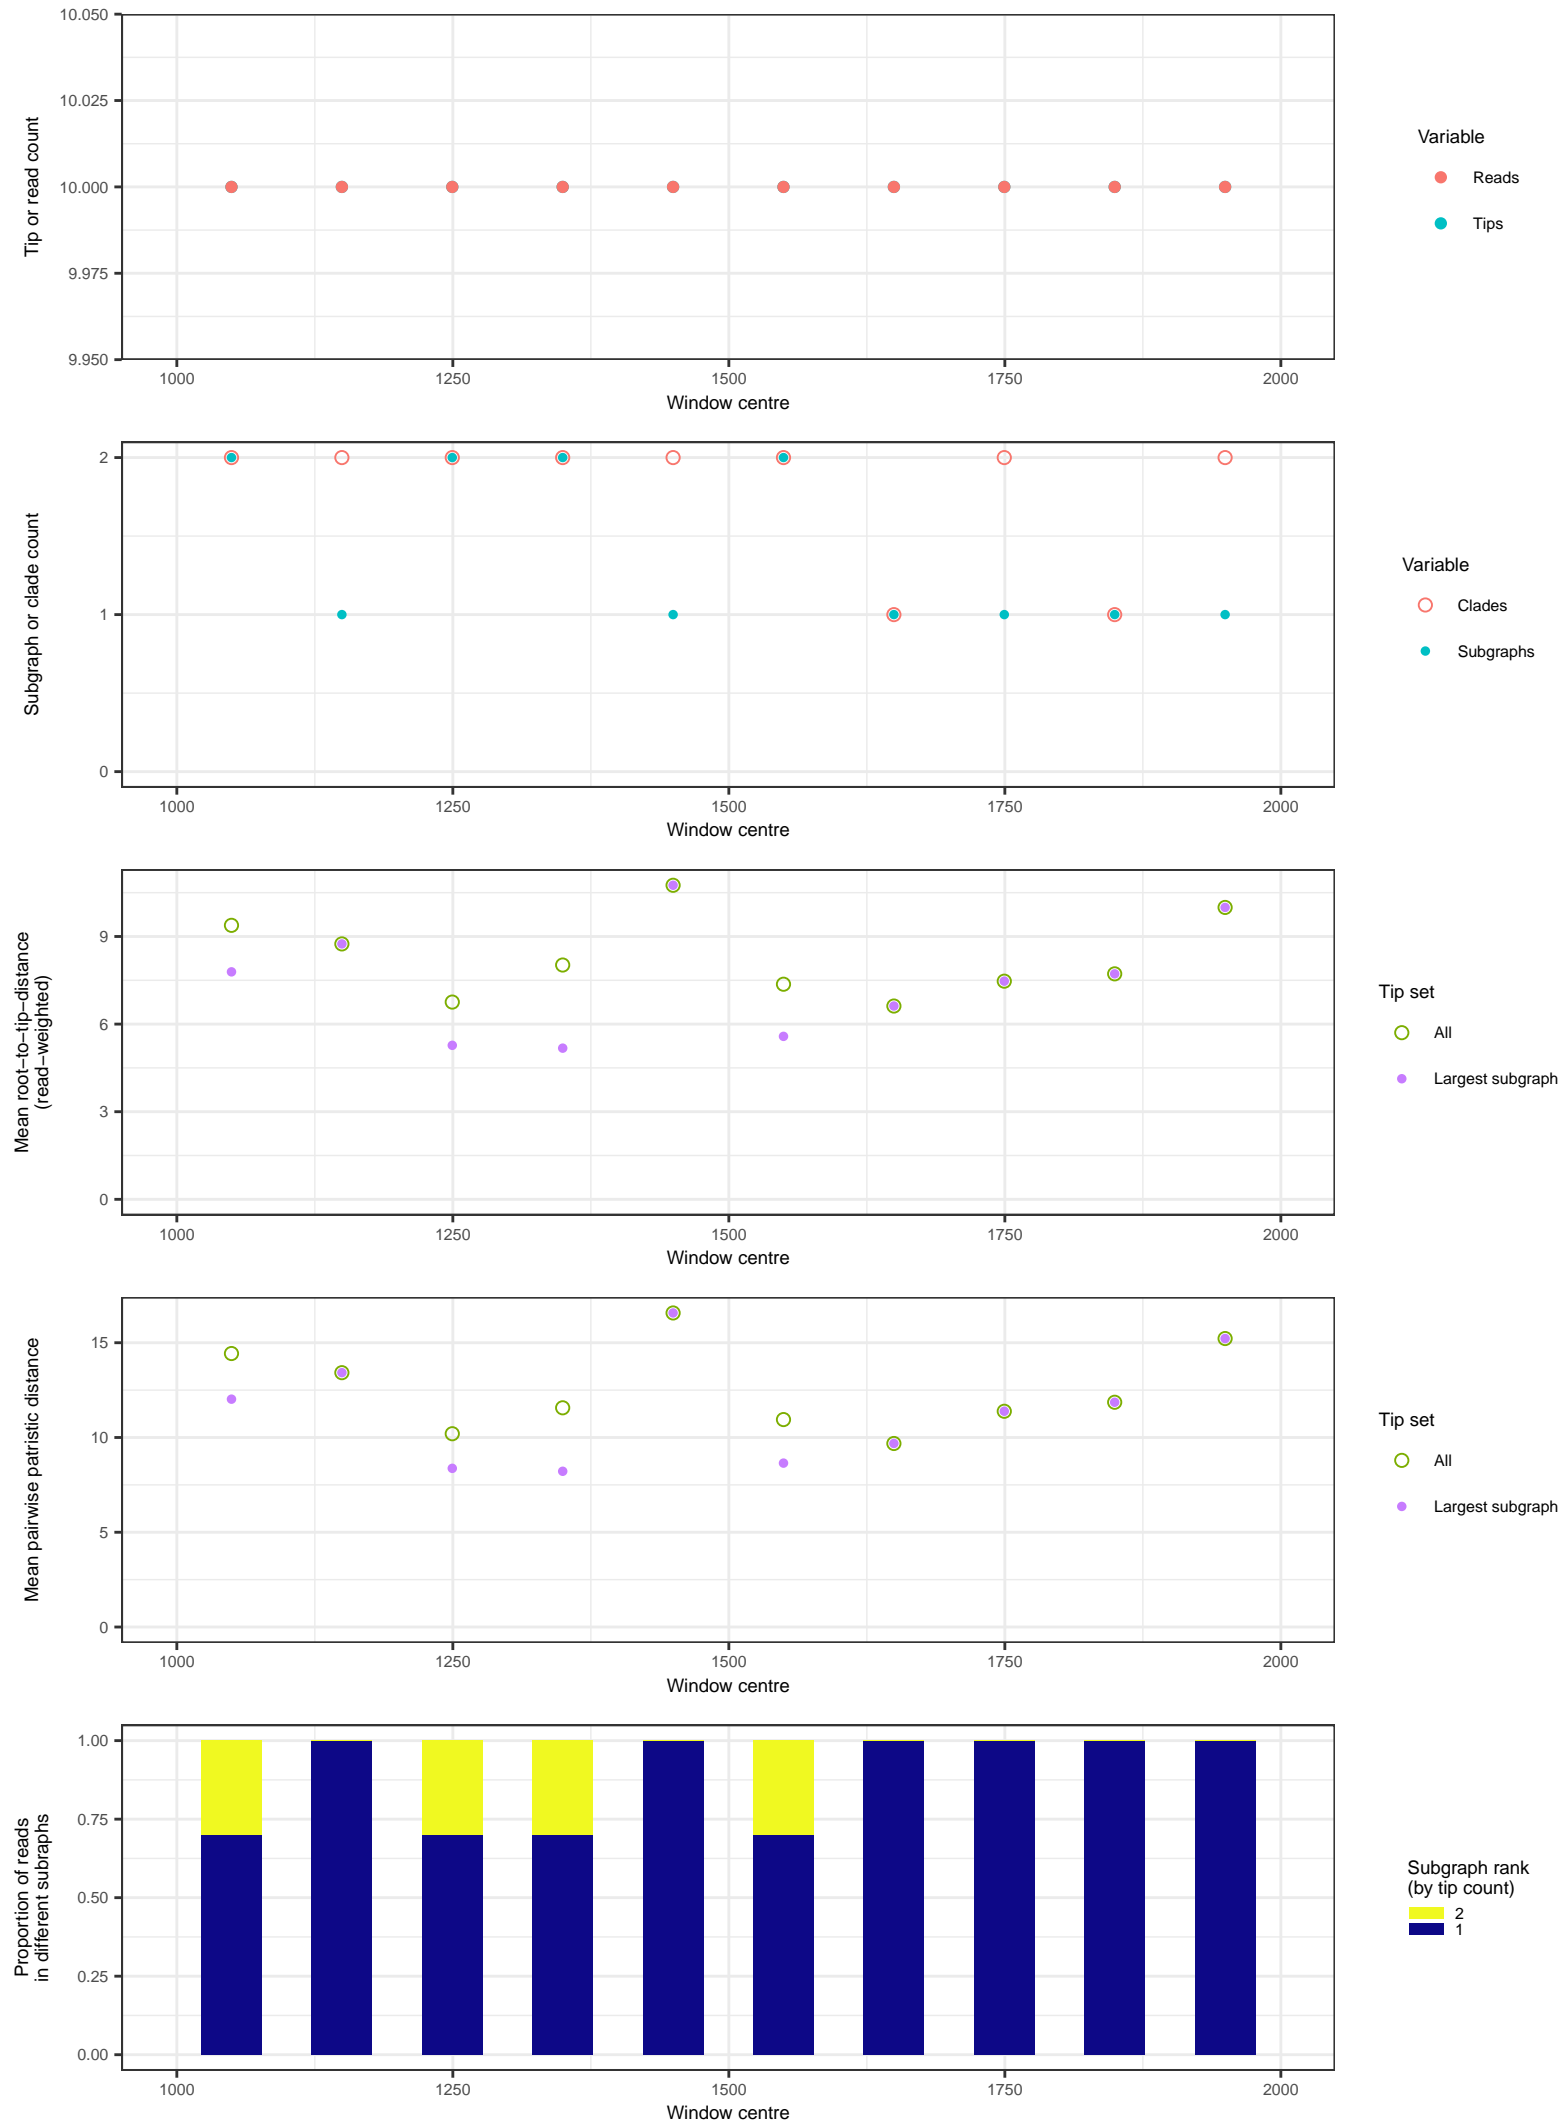 10.050
10.025
10.000
9.975
9.950
Tip or read count
1000 1250 1500 1750 2000
Window centre
Variable
Reads
Tips
2
1
0
Subgraph or clade count
1000 1250 1500 1750 2000
Window centre
Variable
Clades
Subgraphs
9
6
3
0
Mean root−to−tip−distance
(read−weighted)
1000 1250 1500 1750 2000
Window centre
Tip set
All
Largest subgraph
15
10
5
0
Mean pairwise patristic distance
1000 1250 1500 1750 2000
Window centre
Tip set
All
Largest subgraph
1.00
0.75
0.50
0.25
0.00
Proportion of reads
in different subraphs
1000 1250 1500 1750 2000
Window centre
Subgraph rank
(by tip count)
2
1